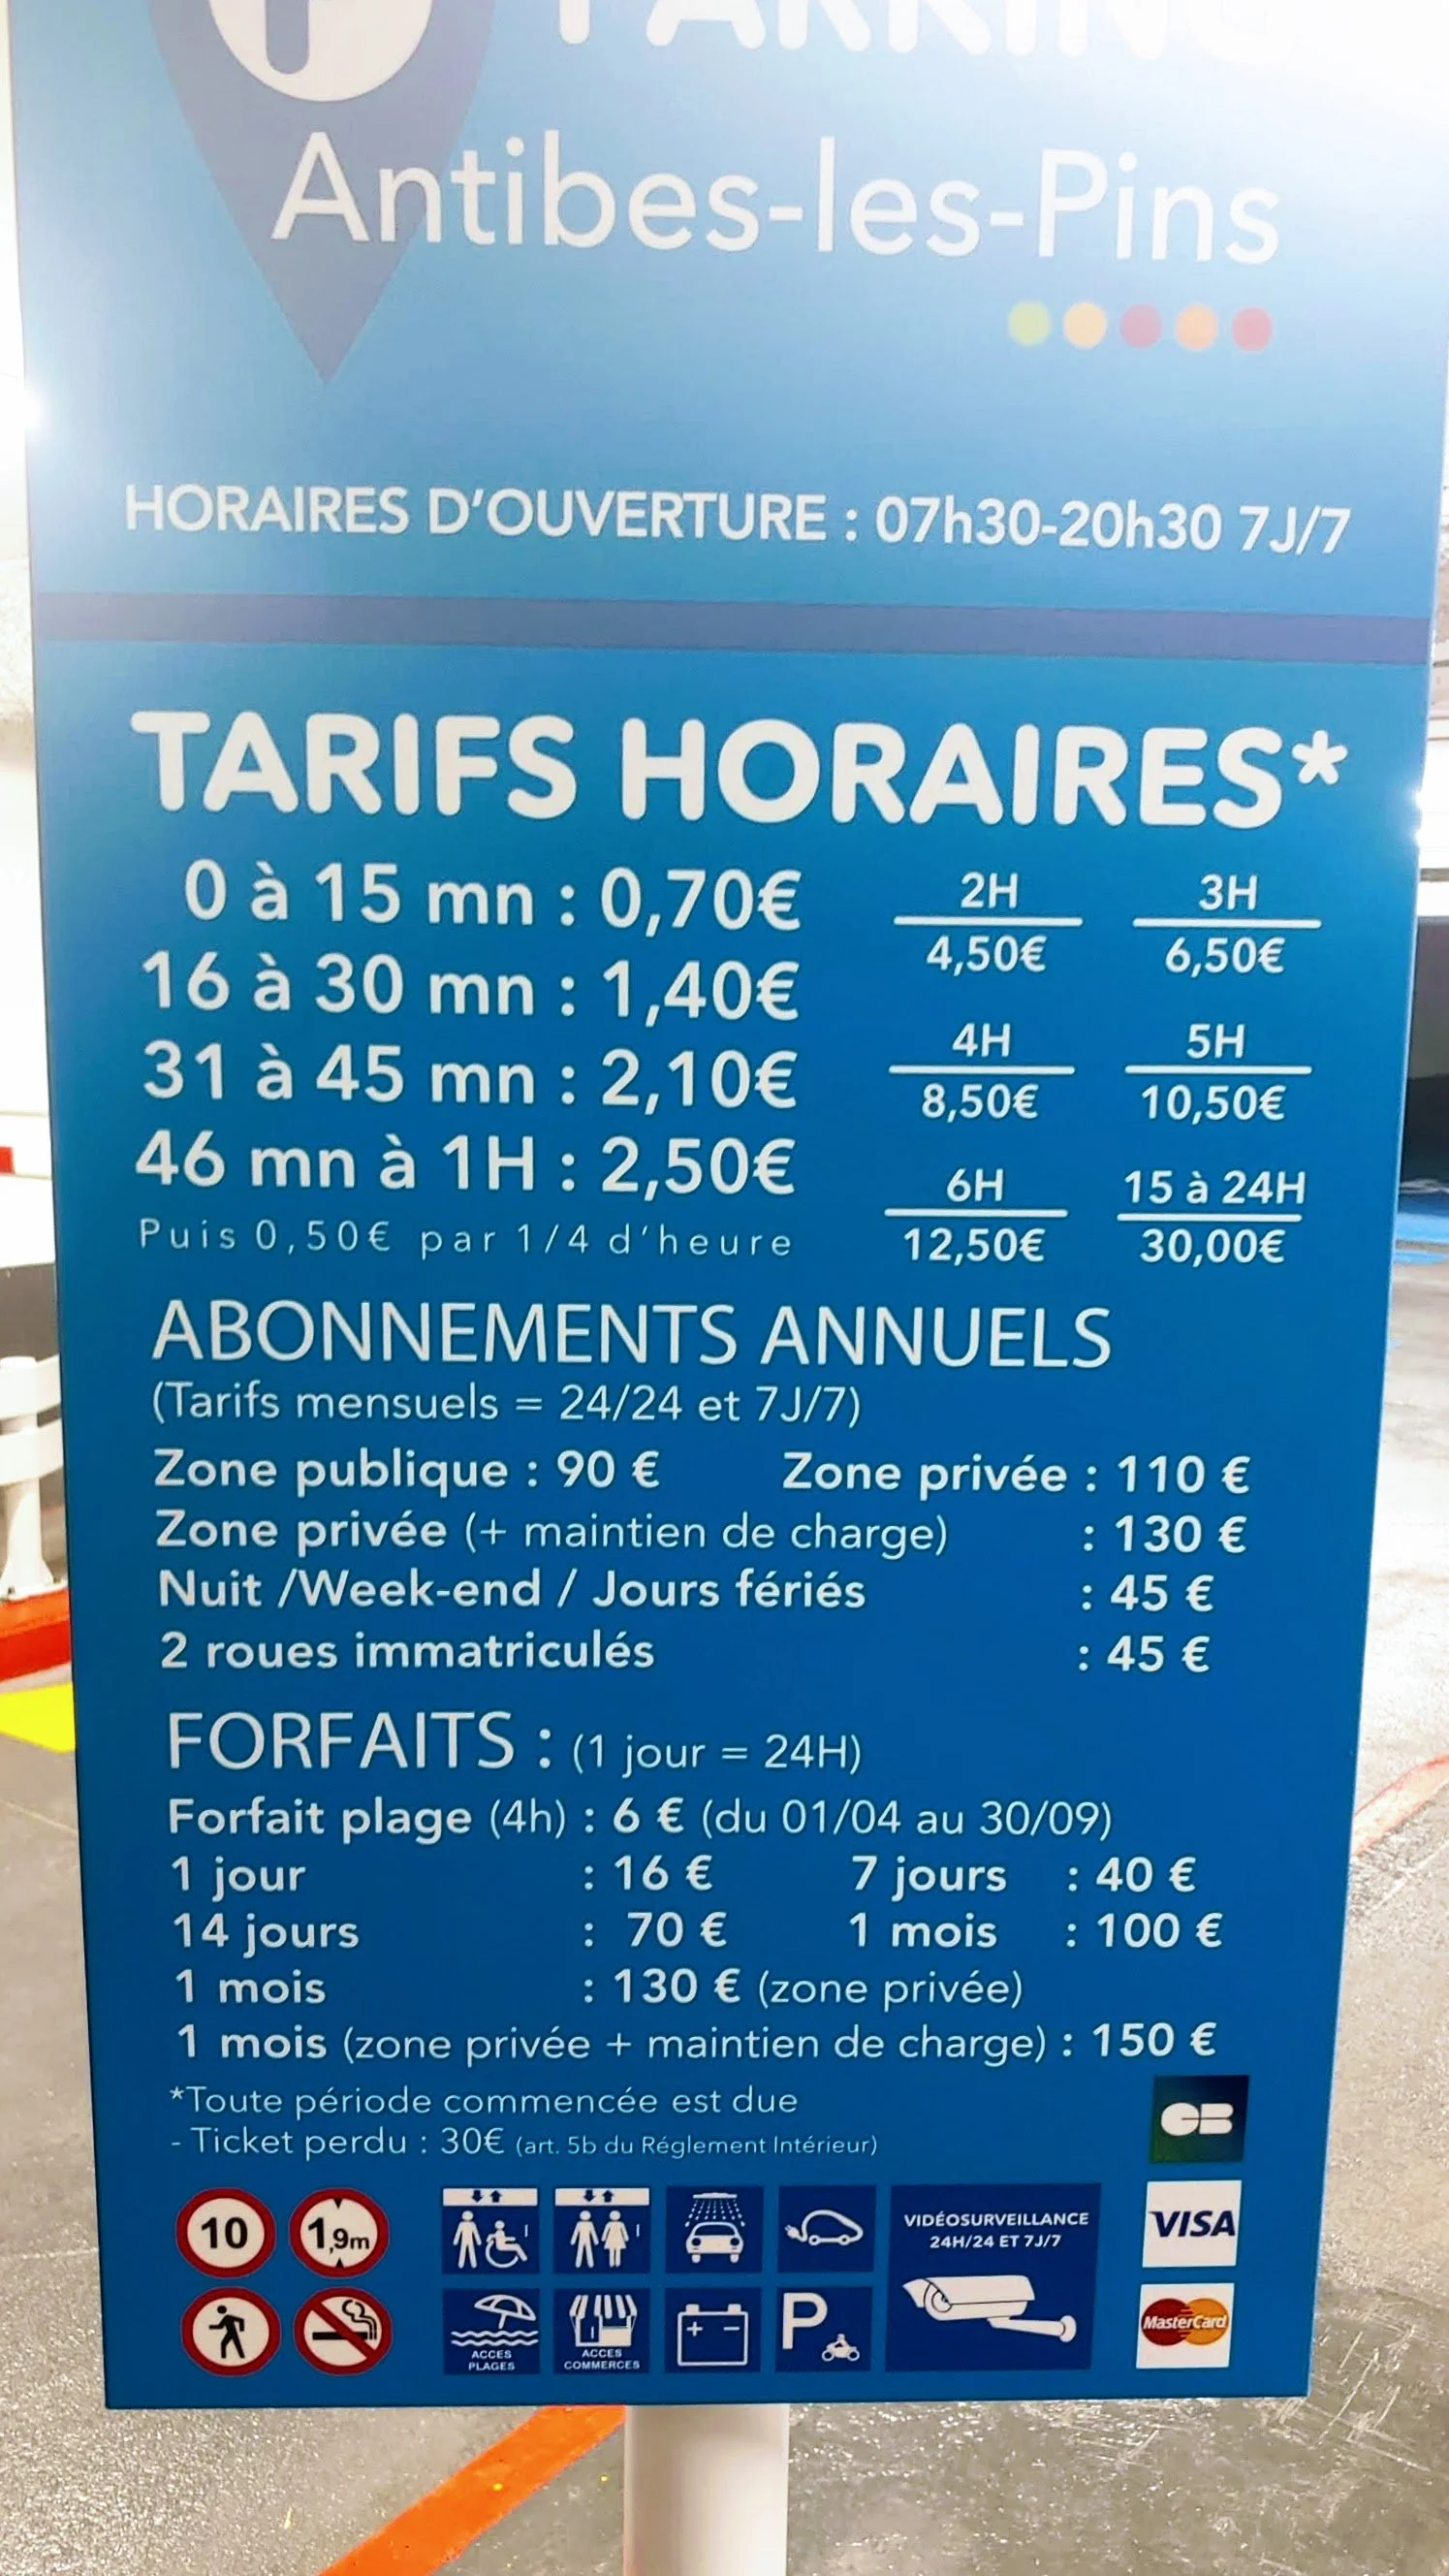 P PARKING
Antibes-les-Pins
HORAIRES D'OUVERTURE : 07h30-20h30 7J/7
TARIFS HORAIRES*
0 à 15 mn : 0,70€
16 à 30 mn : 1,40€
31 à 45 mn : 2,10€
46 mn à 1H : 2,50€
Puis 0,50€ par 1/4 d'heure
2H 3H
4,50€ 6,50€
4H 5H
8,50€ 10,50€
6H 15 à 24H
12,50€ 30,00€
ABONNEMENTS ANNUELS
(Tarifs mensuels = 24/24 et 7J/7)
Zone publique : 90 € Zone privée : 110 €
Zone privée (+ maintien de charge) : 130 €
Nuit /Week-end / Jours fériés : 45 €
2 roues immatriculés : 45 €
FORFAITS : (1 jour = 24H)
Forfait plage (4h) : 6 € (du 01/04 au 30/09)
1 jour : 16 € 7 jours : 40 €
14 jours : 70 € 1 mois : 100 €
1 mois : 130 € (zone privée)
1 mois (zone privée + maintien de charge) : 150 €
*Toute période commencée est due
- Ticket perdu : 30€ (art. 5b du Réglement Intérieur)
CB
10 1,9m
VIDÉOSURVEILLANCE
24H/24 ET 7J/7
VISA
ACCES
PLAGES
ACCES
COMMERCES
+ -
P
MasterCard